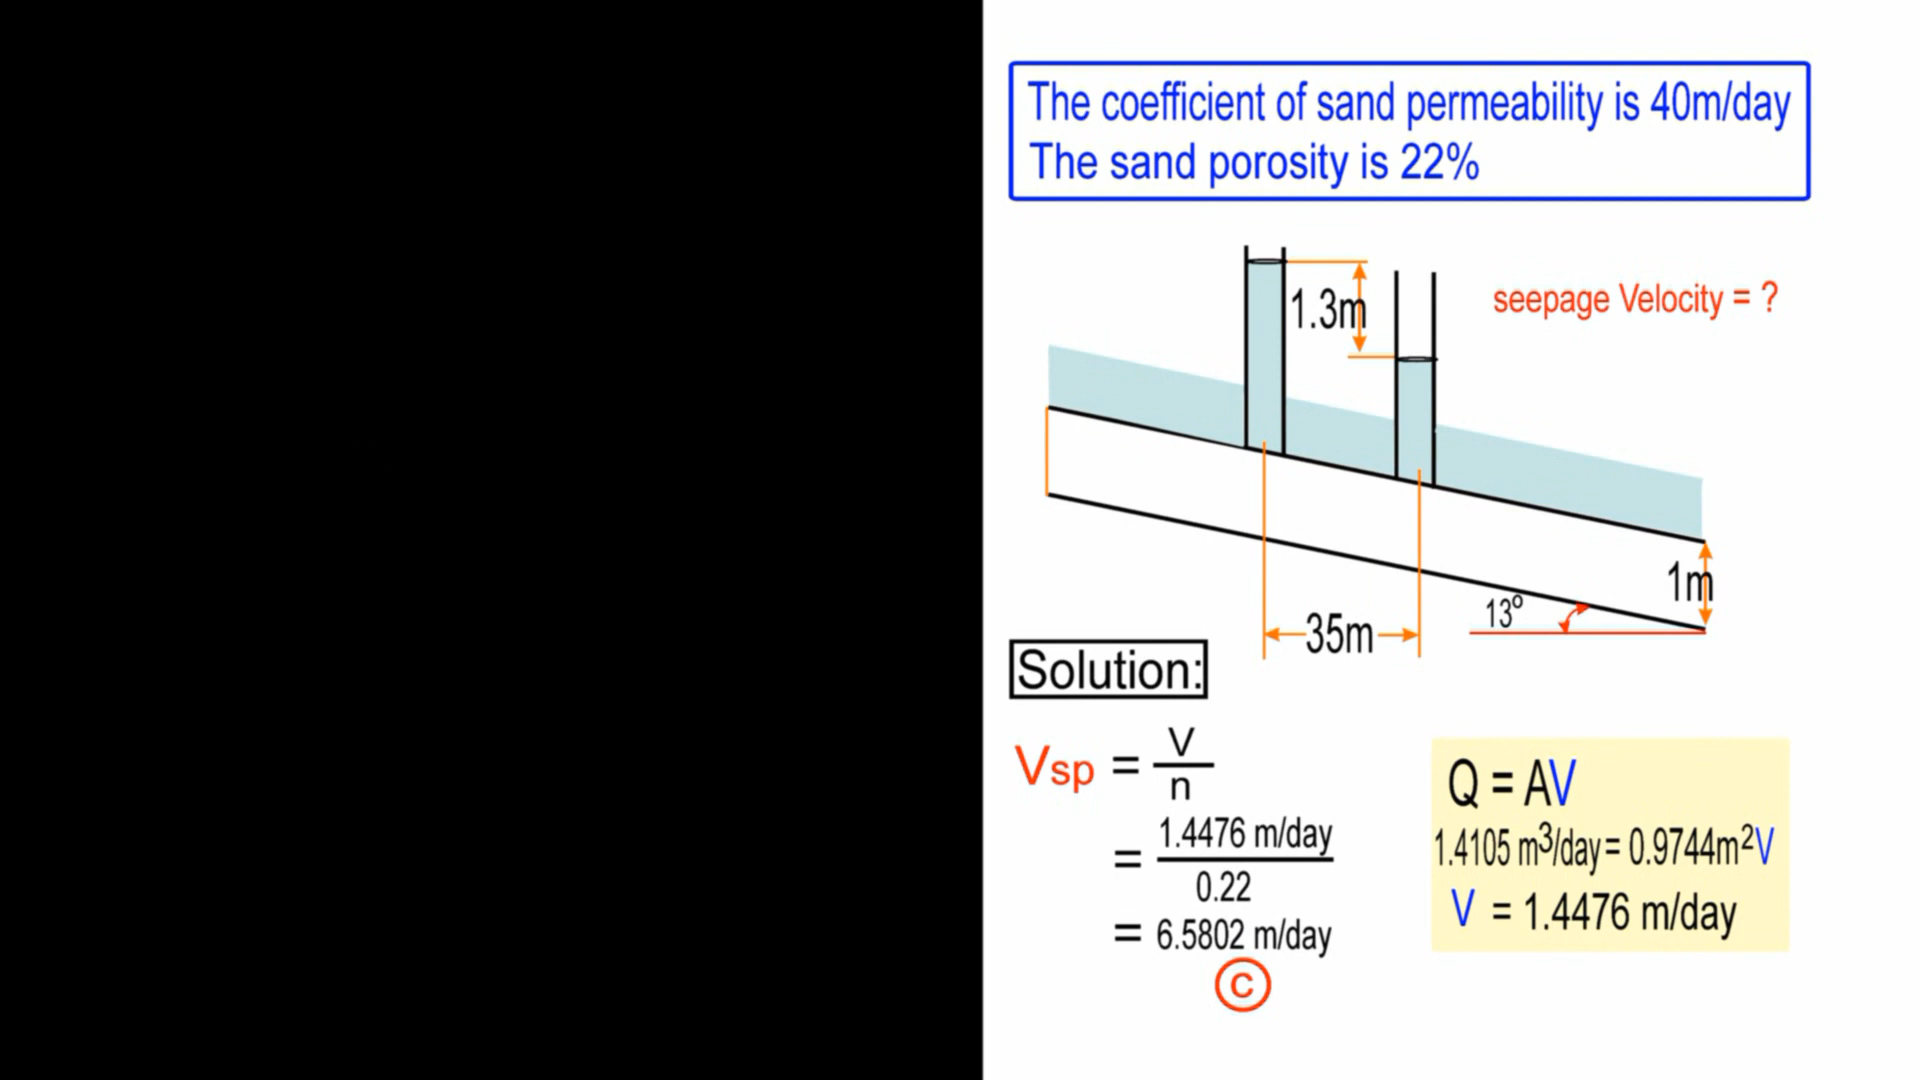 The coefficient of sand permeability is 40m/day
The sand porosity is 22%
1.3m
seepage Velocity = ?
1m
13°
35m
Solution:
Vsp = V/n
= 1.4476 m/day / 0.22
= 6.5802 m/day
C
Q = AV
1.4105 m³/day = 0.9744m²V
V = 1.4476 m/day